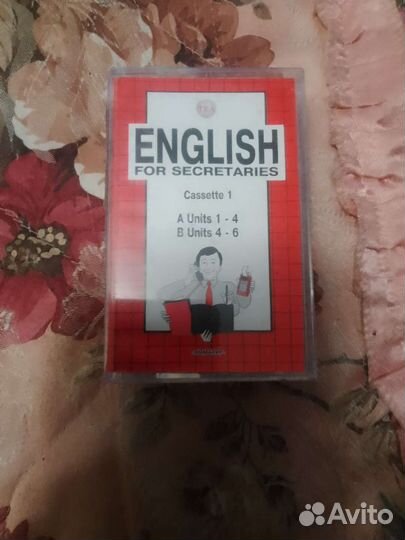 ENGLISH
FOR SECRETARIES
Cassette 1
A Units 1 - 4
B Units 4 - 6
Avito